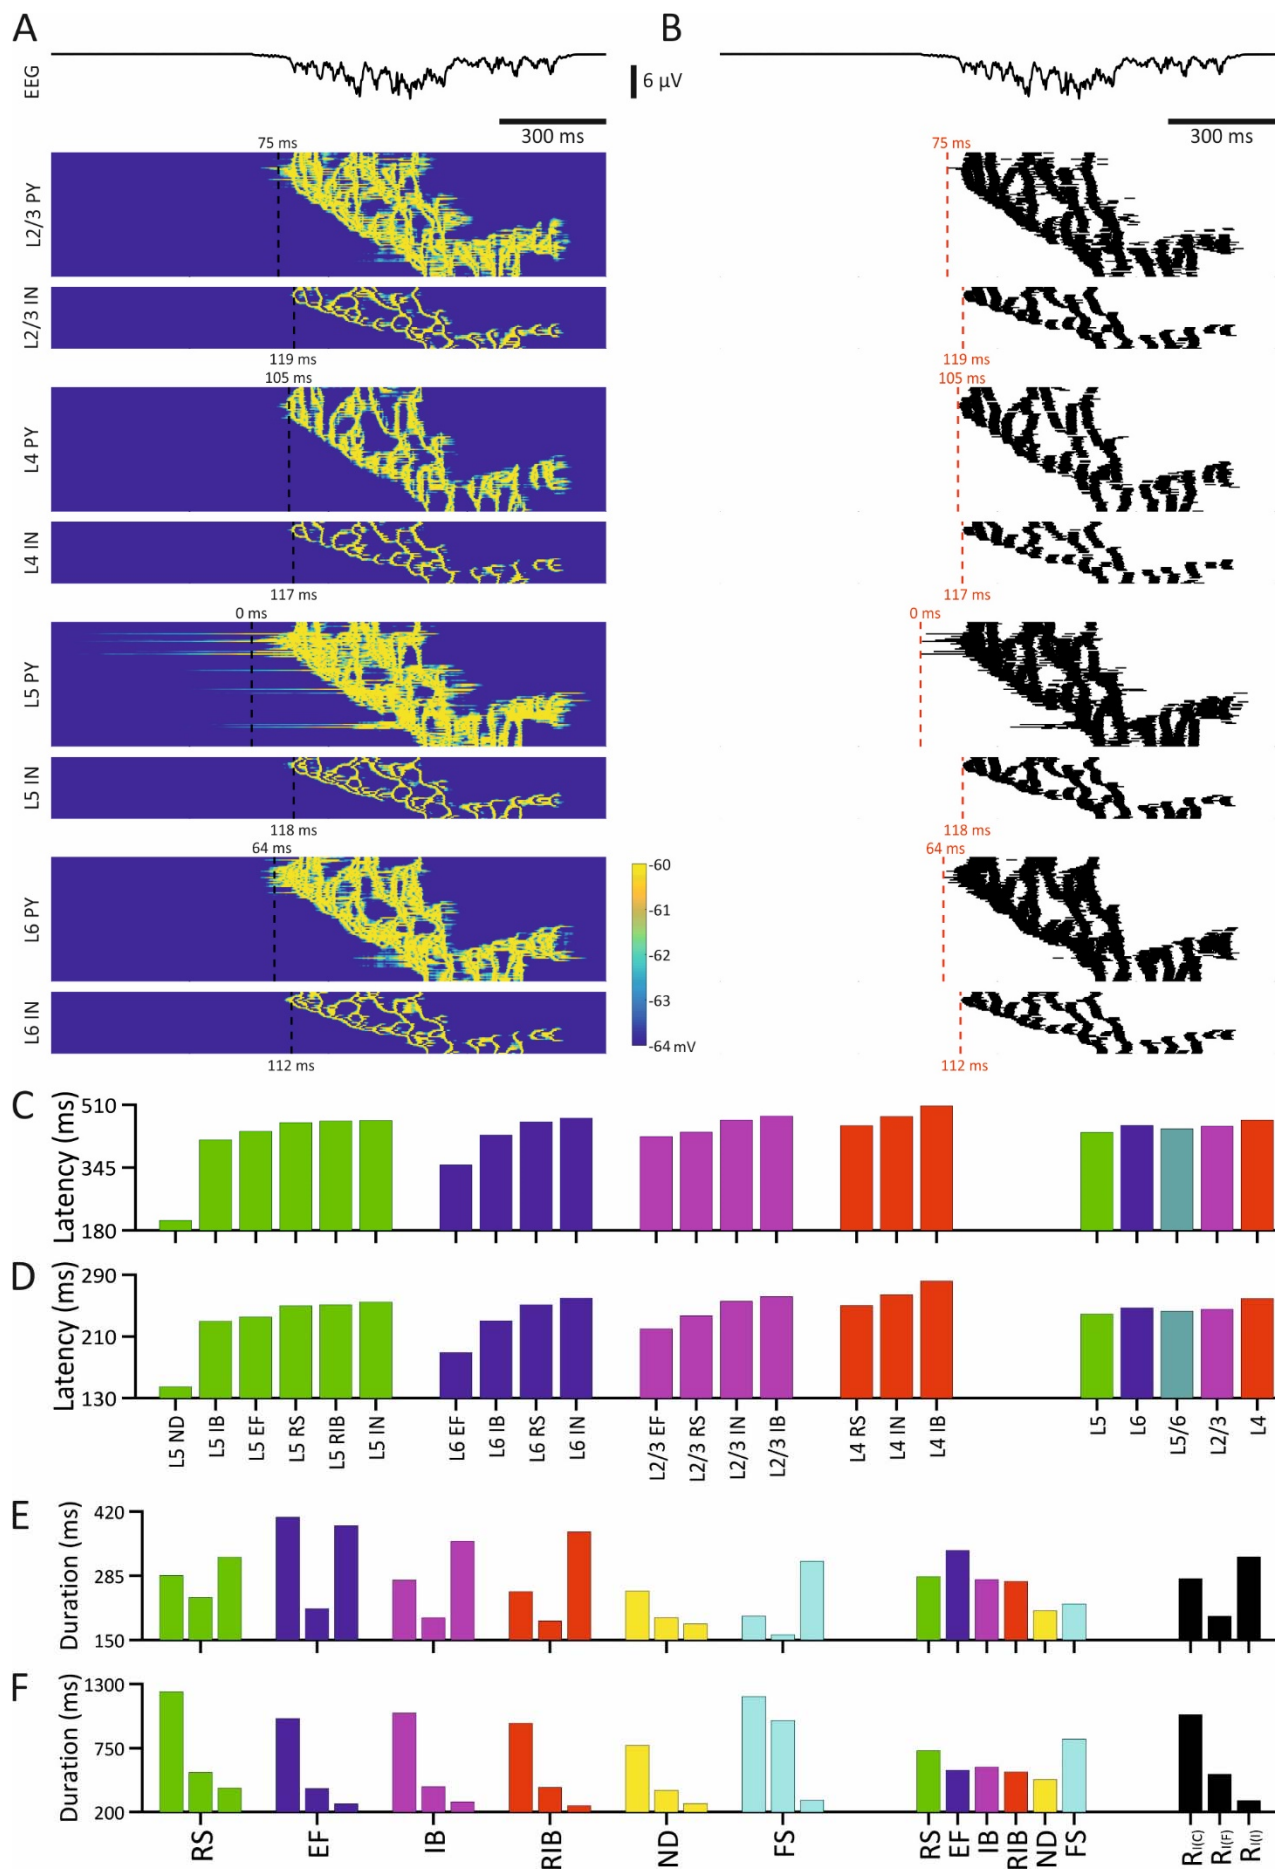 A
B
EEG
6 µV
300 ms
300 ms
75 ms
75 ms
L2/3 PY
L2/3 IN
119 ms
119 ms
105 ms
105 ms
L4 PY
L4 IN
117 ms
117 ms
0 ms
0 ms
L5 PY
L5 IN
118 ms
118 ms
64 ms
64 ms
L6 PY
-60
-61
-62
-63
-64 mV
L6 IN
112 ms
112 ms
C
Latency (ms)
510
345
180
D
Latency (ms)
290
210
130
L5 ND
L5 IB
L5 EF
L5 RS
L5 RIB
L5 IN
L6 EF
L6 IB
L6 RS
L6 IN
L2/3 EF
L2/3 RS
L2/3 IN
L2/3 IB
L4 RS
L4 IN
L4 IB
L5
L6
L5/6
L2/3
L4
E
Duration (ms)
420
285
150
F
Duration (ms)
1300
750
200
RS
EF
IB
RIB
ND
FS
RS
EF
IB
RIB
ND
FS
RI(C)
RI(F)
RI(I)